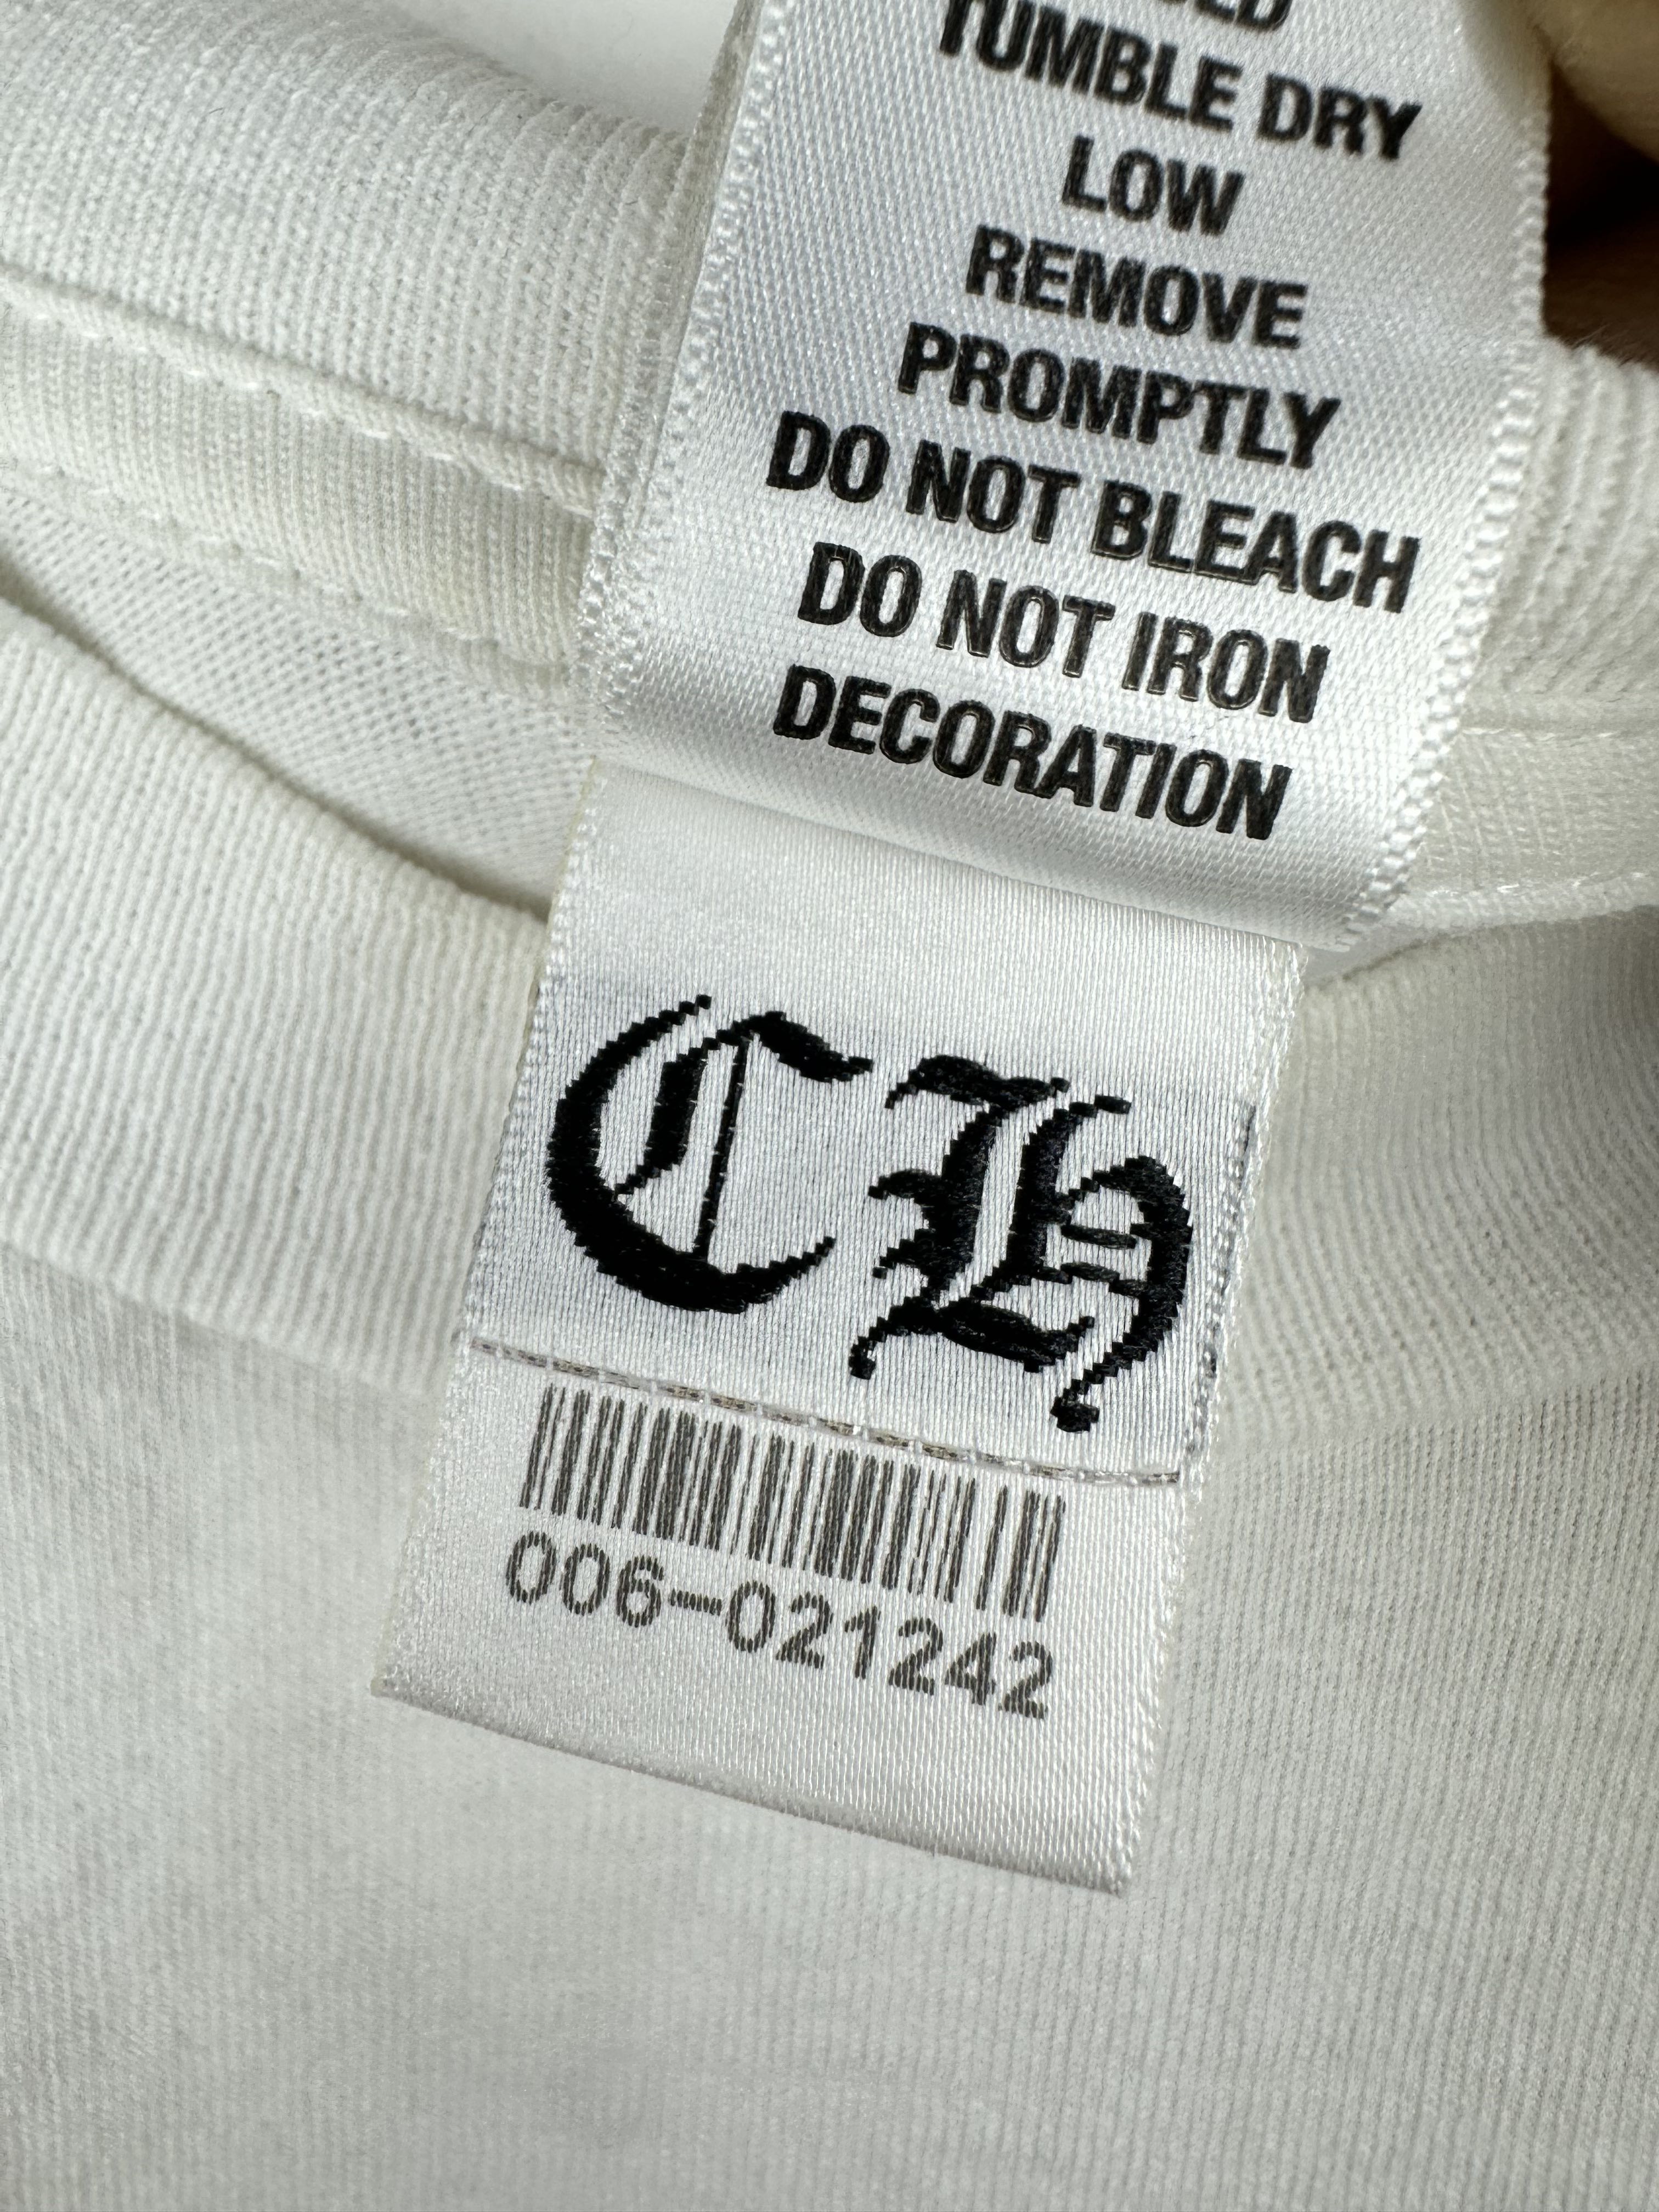 TUMBLE DRY
LOW
REMOVE
PROMPTLY
DO NOT BLEACH
DO NOT IRON
DECORATION
CH
006-021242